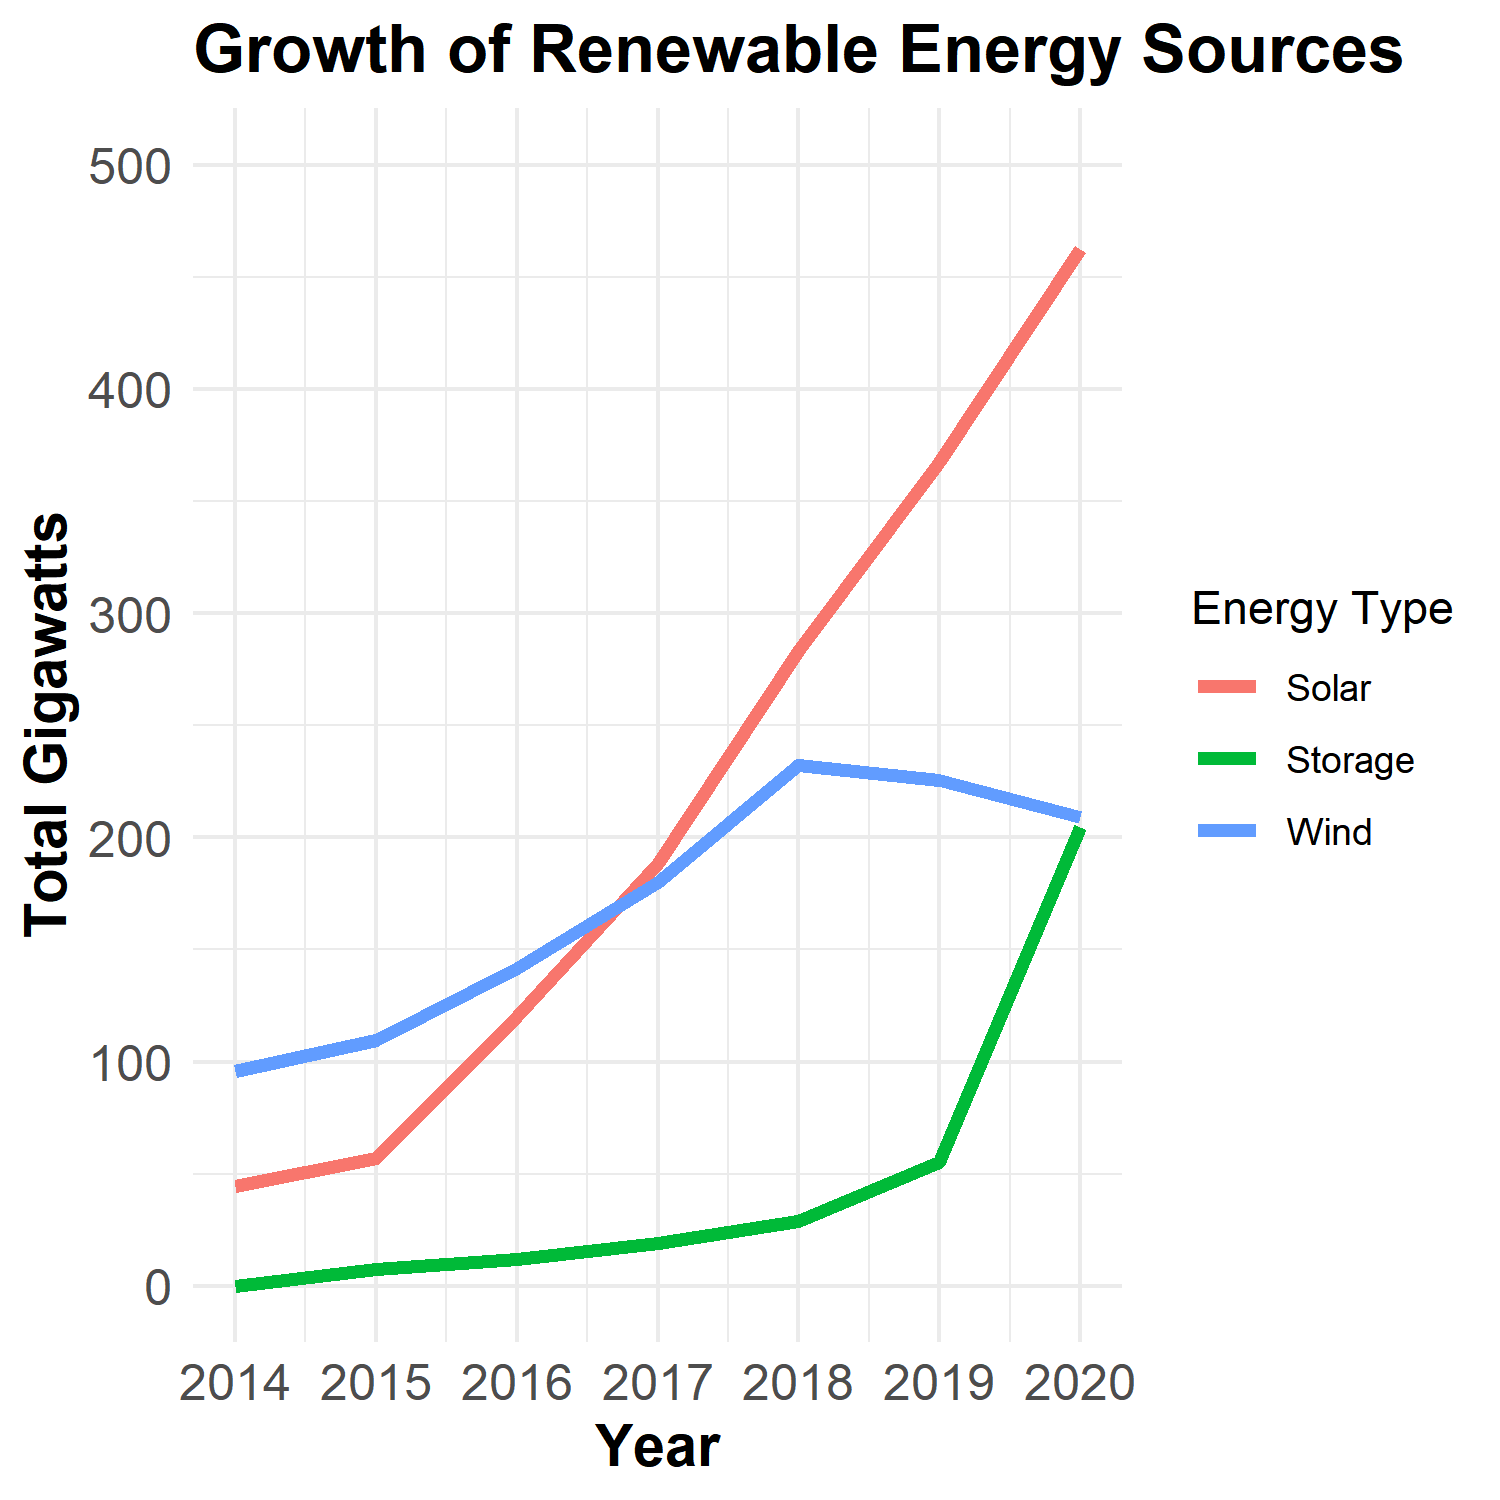 Growth of Renewable Energy Sources
500
400
300
200
100
0
Total Gigawatts
2014 2015 2016 2017 2018 2019 2020
Year
Energy Type
Solar
Storage
Wind